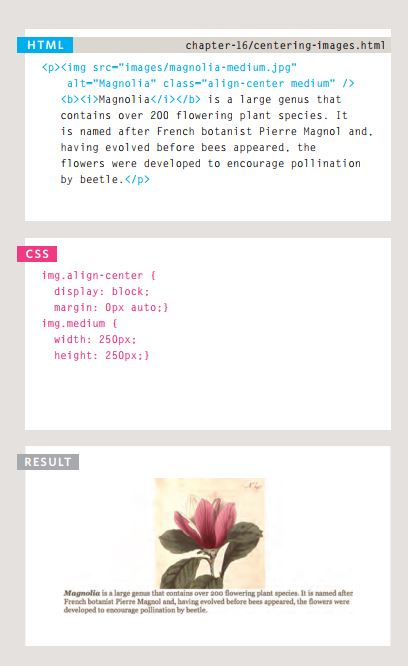 HTML
chapter-16/centering-images.html
<p><img src="images/magnolia-medium.jpg"
alt="Magnolia" class="align-center medium" />
<b><i>Magnolia</i></b> is a large genus that
contains over 200 flowering plant species. It
is named after French botanist Pierre Magnol and,
having evolved before bees appeared, the
flowers were developed to encourage pollination
by beetle.</p>
CSS
img.align-center {
display: block;
margin: 0px auto;}
img.medium {
width: 250px;
height: 250px;}
RESULT
Magnolia is a large genus that contains over 200 flowering plant species. It is named after
French botanist Pierre Magnol and, having evolved before bees appeared, the flowers were
developed to encourage pollination by beetle.